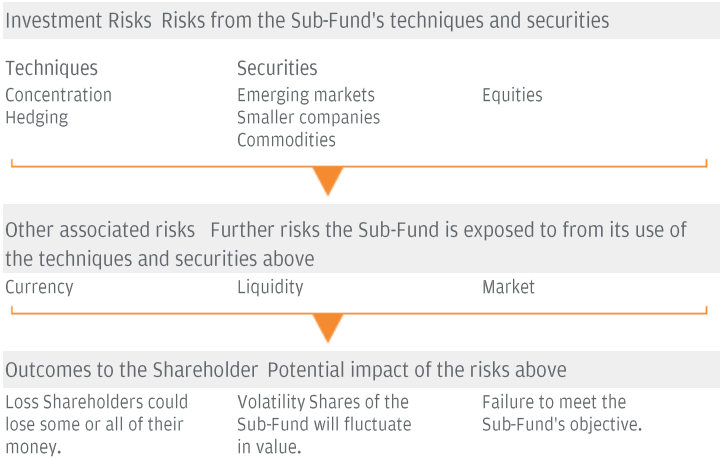 Investment Risks Risks from the Sub-Fund's techniques and securities
Techniques
Concentration
Hedging
Securities
Emerging markets
Smaller companies
Commodities
Equities
Other associated risks Further risks the Sub-Fund is exposed to from its use of
the techniques and securities above
Currency
Liquidity
Market
Outcomes to the Shareholder Potential impact of the risks above
Loss Shareholders could
lose some or all of their
money.
Volatility Shares of the
Sub-Fund will fluctuate
in value.
Failure to meet the
Sub-Fund's objective.